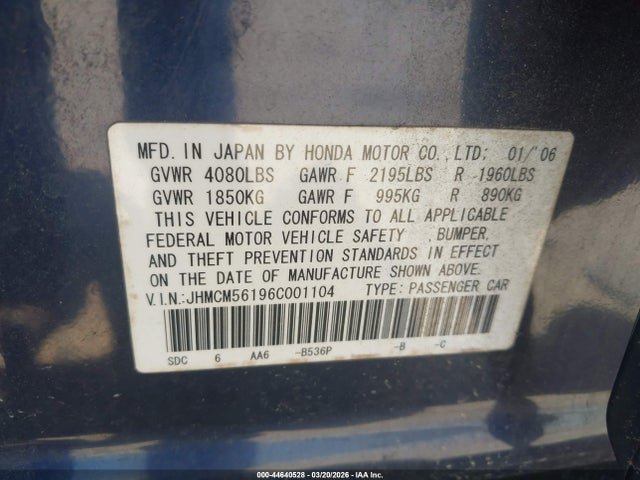 MFD. IN JAPAN BY HONDA MOTOR CO.,LTD: 01/'06
GVWR 4080LBS GAWR F 2195LBS R 1960LBS
GVWR 1850KG GAWR F 995KG R 890KG
THIS VEHICLE CONFORMS TO ALL APPLICABLE
FEDERAL MOTOR VEHICLE SAFETY ,BUMPER,
AND THEFT PREVENTION STANDARDS IN EFFECT
ON THE DATE OF MANUFACTURE SHOWN ABOVE.
V.I.N.:JHMCM56196C001104 TYPE: PASSENGER CAR
SDC 6 AA6 -B536P -B -C
000-44640528 - 03/20/2026 - IAA Inc.